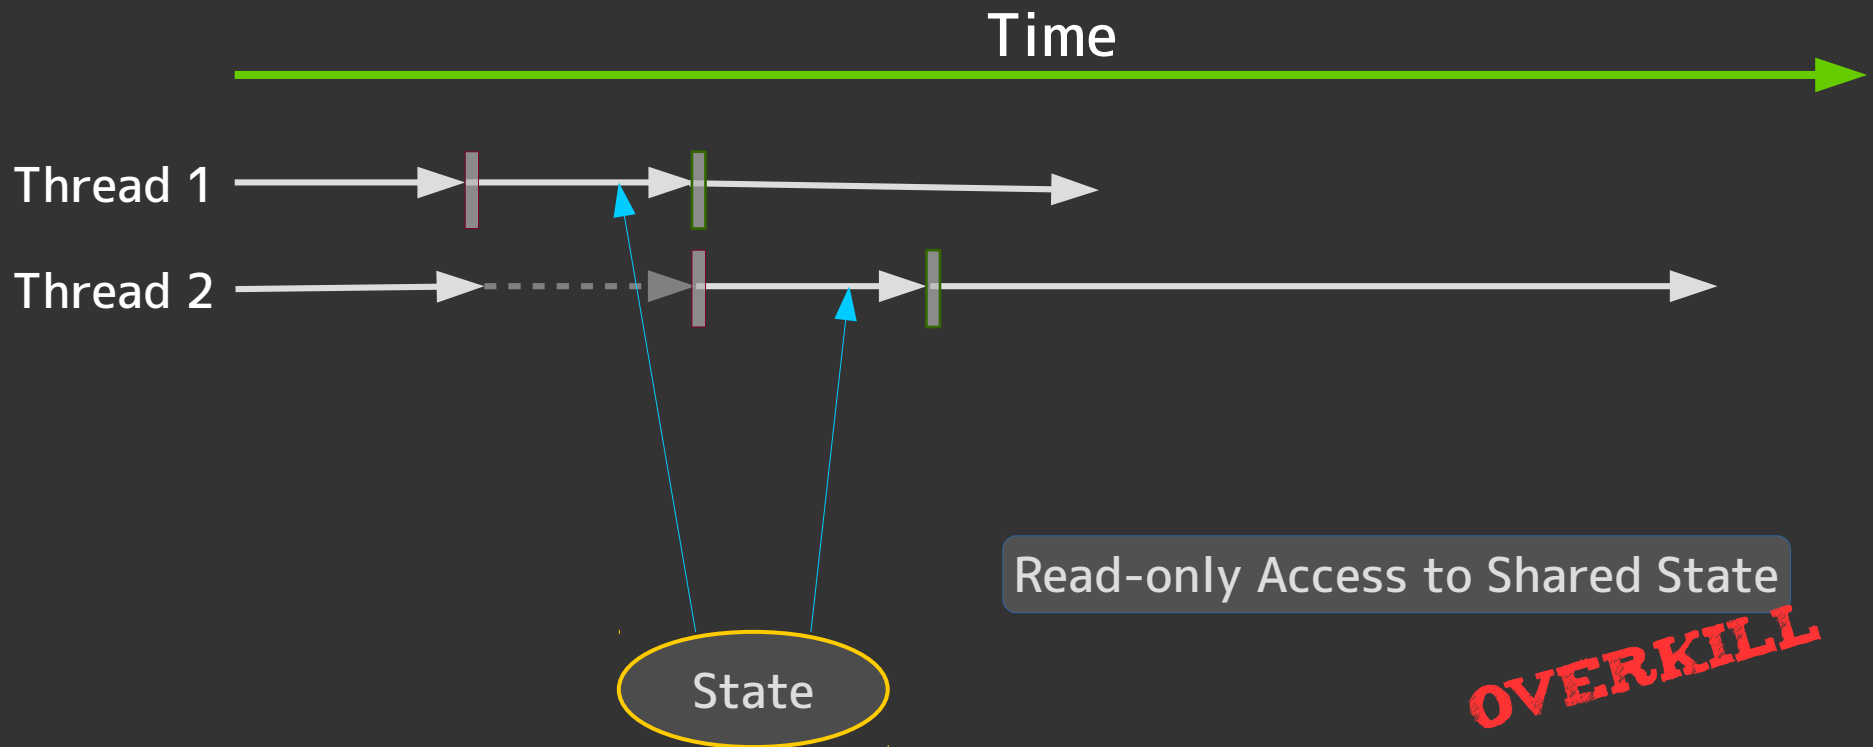 Time
Thread 1
Thread 2
Read-only Access to Shared State
OVERKILL
State